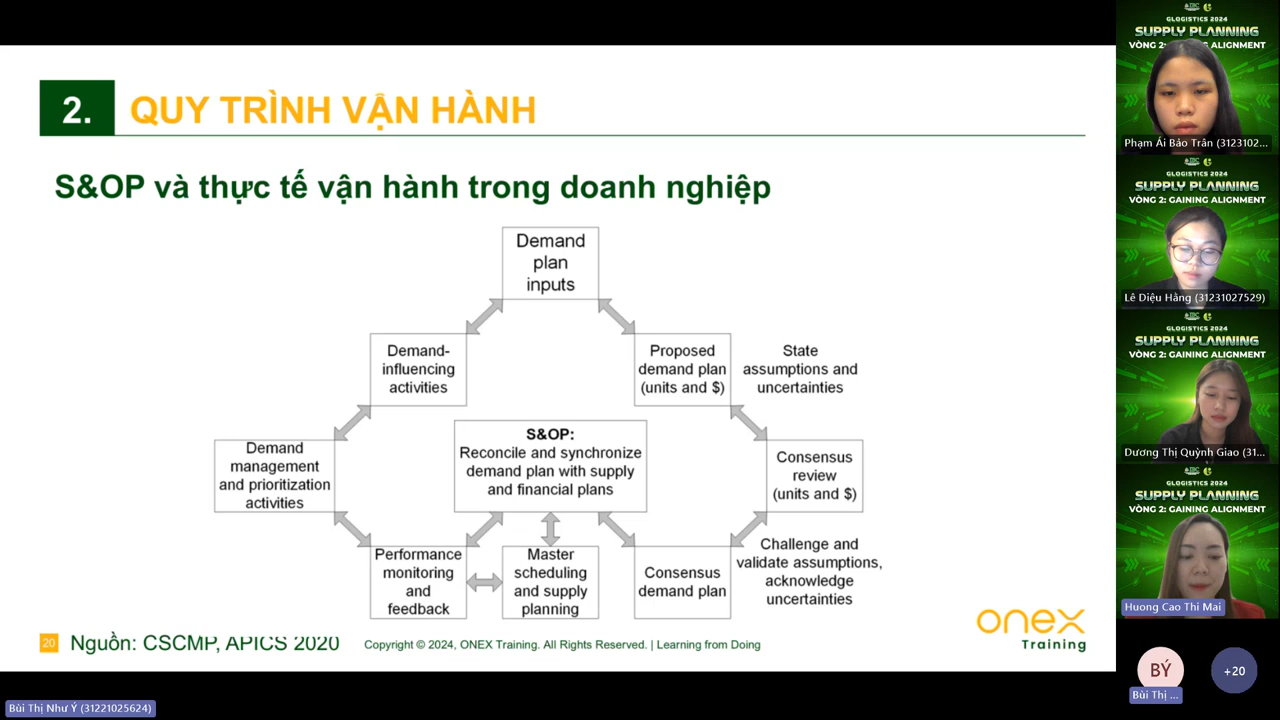 2.
QUY TRÌNH VẬN HÀNH
S&OP và thực tế vận hành trong doanh nghiệp
Demand
plan
inputs
Demand-
influencing
activities
Proposed
demand plan
(units and $)
State
assumptions and
uncertainties
Demand
management
and prioritization
activities
S&OP:
Reconcile and synchronize
demand plan with supply
and financial plans
Consensus
review
(units and $)
Performance
monitoring
and
feedback
Master
scheduling
and supply
planning
Consensus
demand plan
Challenge and
validate assumptions,
acknowledge
uncertainties
20
Nguồn: CSCMP, APICS 2020
Copyright © 2024, ONEX Training. All Rights Reserved. | Learning from Doing
onex
Training
Bùi Thị Như Ý (31221025624)
GLOGISTICS 2024
SUPPLY PLANNING
VÒNG 2: ALIGNMENT
Phạm Ái Bảo Trân (3123102...
GLOGISTICS 2024
SUPPLY PLANNING
VÒNG 2: GAINING ALIGNMENT
Lê Diệu Hằng (31231027529)
GLOGISTICS 2024
SUPPLY PLANNING
VÒNG 2: GAINING ALIGNMENT
Dương Thị Quỳnh Giao (31...
GLOGISTICS 2024
SUPPLY PLANNING
VÒNG 2: GAINING ALIGNMENT
Huong Cao Thi Mai
BÝ
Bùi Thị ...
+20